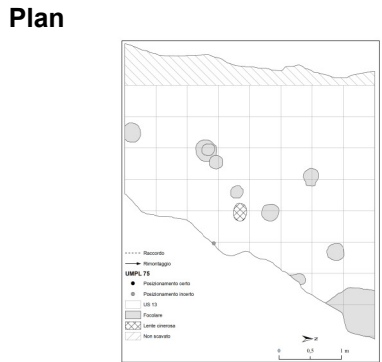 Plan
Raccordo
Rimontaggio
UMPL 75
Posizionamento certo
Posizionamento incerto
US 13
Focolare
Lente cinerosa
Non scavato
N
0 0,5 1 m